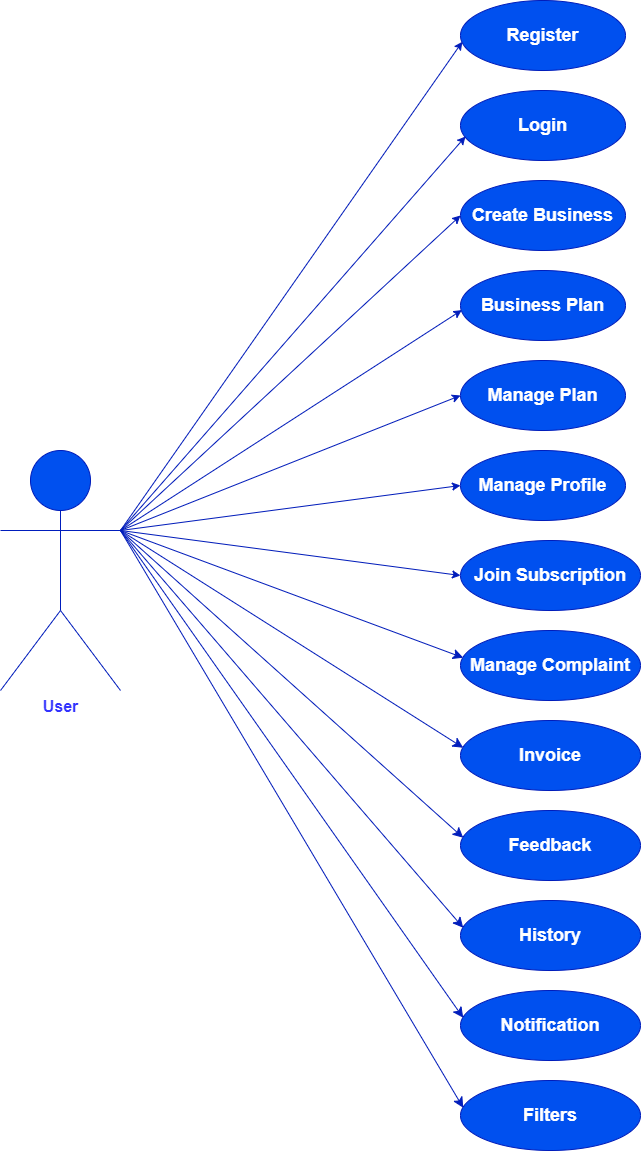 Register
Login
Create Business
Business Plan
Manage Plan
Manage Profile
Join Subscription
Manage Complaint
User
Invoice
Feedback
History
Notification
Filters